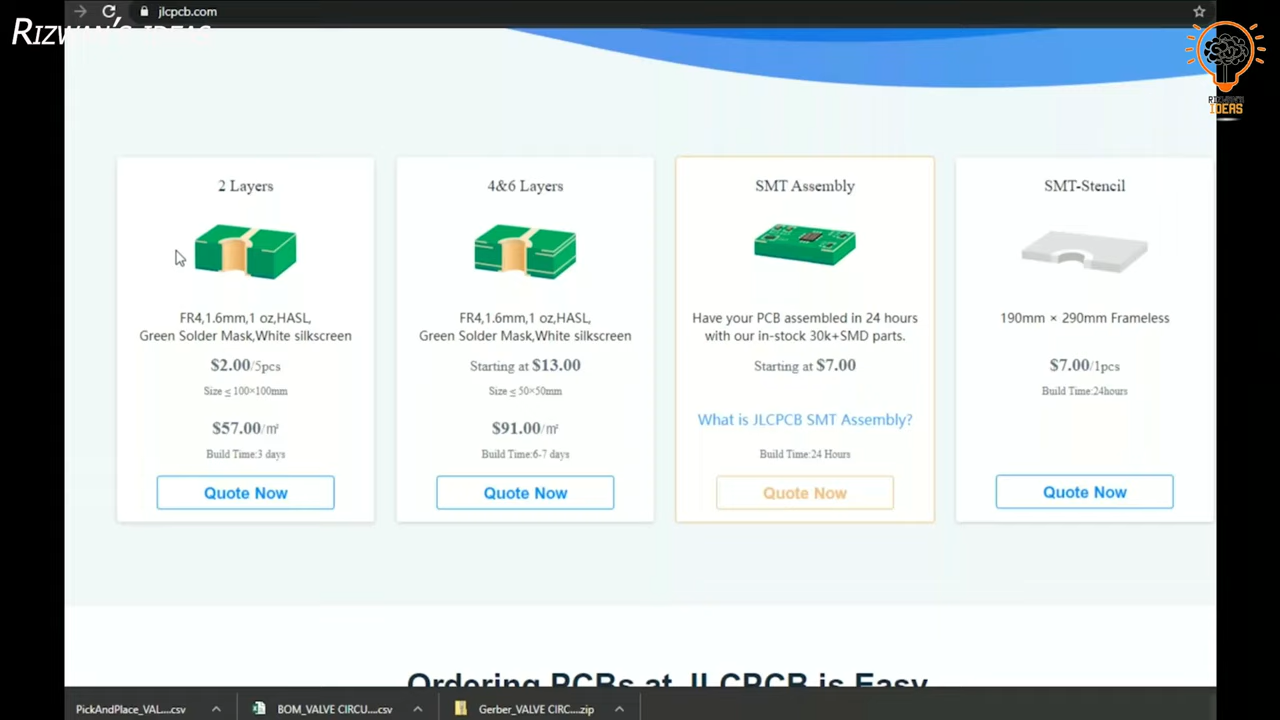 jlcpcb.com
RIZWAN'S IDEAS
RIZWAN'S
IDEAS
2 Layers
FR4,1.6mm,1 oz,HASL,
Green Solder Mask,White silkscreen
$2.00/5pcs
Size ≤ 100×100mm
$57.00/㎡
Build Time:3 days
Quote Now
4&6 Layers
FR4,1.6mm,1 oz,HASL,
Green Solder Mask,White silkscreen
Starting at $13.00
Size ≤ 50×50mm
$91.00/㎡
Build Time:6-7 days
Quote Now
SMT Assembly
Have your PCB assembled in 24 hours
with our in-stock 30k+SMD parts.
Starting at $7.00
What is JLCPCB SMT Assembly?
Build Time:24 Hours
Quote Now
SMT-Stencil
190mm × 290mm Frameless
$7.00/1pcs
Build Time:24hours
Quote Now
Ordering PCBs at JLCPCB is Easy
PickAndPlace_VAL....csv
BOM_VALVE CIRCU....csv
Gerber_VALVE CIRC....zip